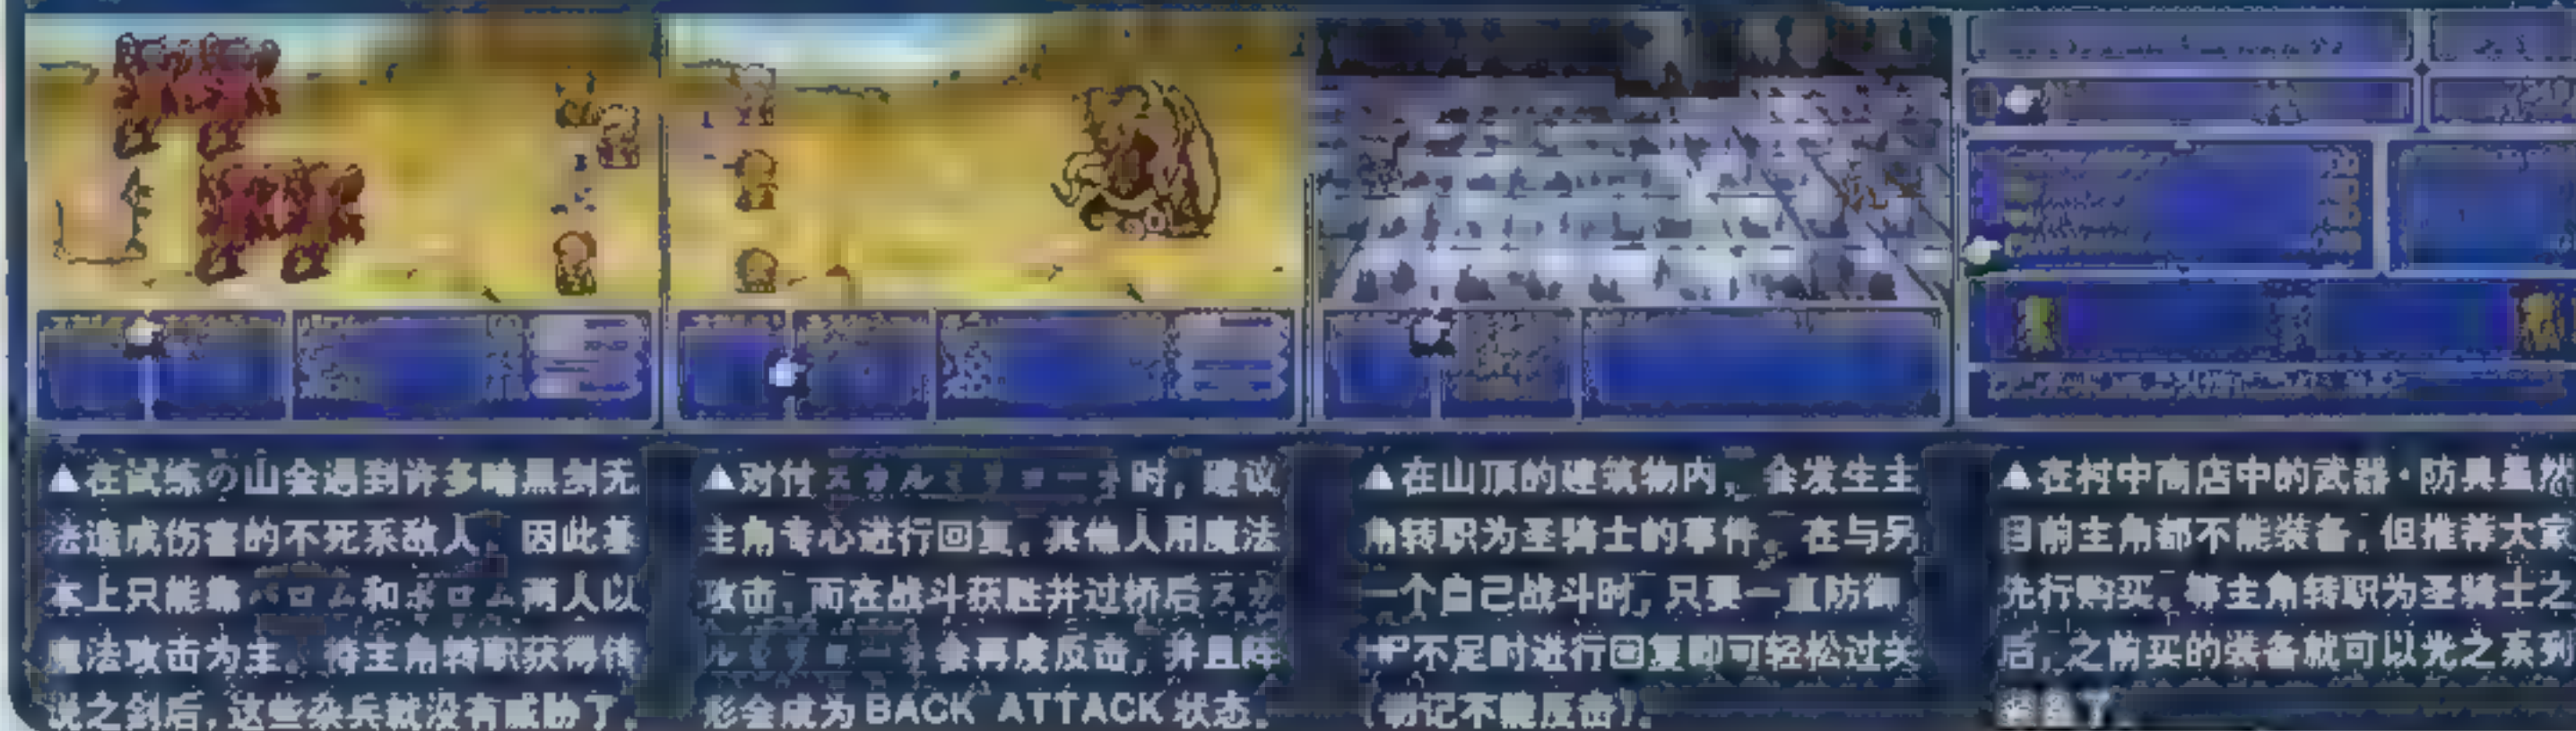 ▲在试练の山会遇到许多暗黑剑无
法造成伤害的不死系敌人。因此基
本上只能靠パロム和ポロム两人以
魔法攻击为主。待主角转职获得传
说之剑后,这些杂兵就没有威胁了。
▲对付スカルミリョーネ时,建议
主角专心进行回复,其他人用魔法
攻击,而在战斗获胜并过桥后スカ
ルミリョーネ会再度反击,并且阵
形会成为BACK ATTACK状态。
▲在山顶的建筑物内,会发生主
角转职为圣骑士的事件。在与另
一个自己战斗时,只要一直防御
HP不足时进行回复即可轻松过关
(切记不能反击)。
▲在村中商店中的武器·防具虽然
目前主角都不能装备,但推荐大家
先行购买。等主角转职为圣骑士之
后,之前买的装备就可以光之系列